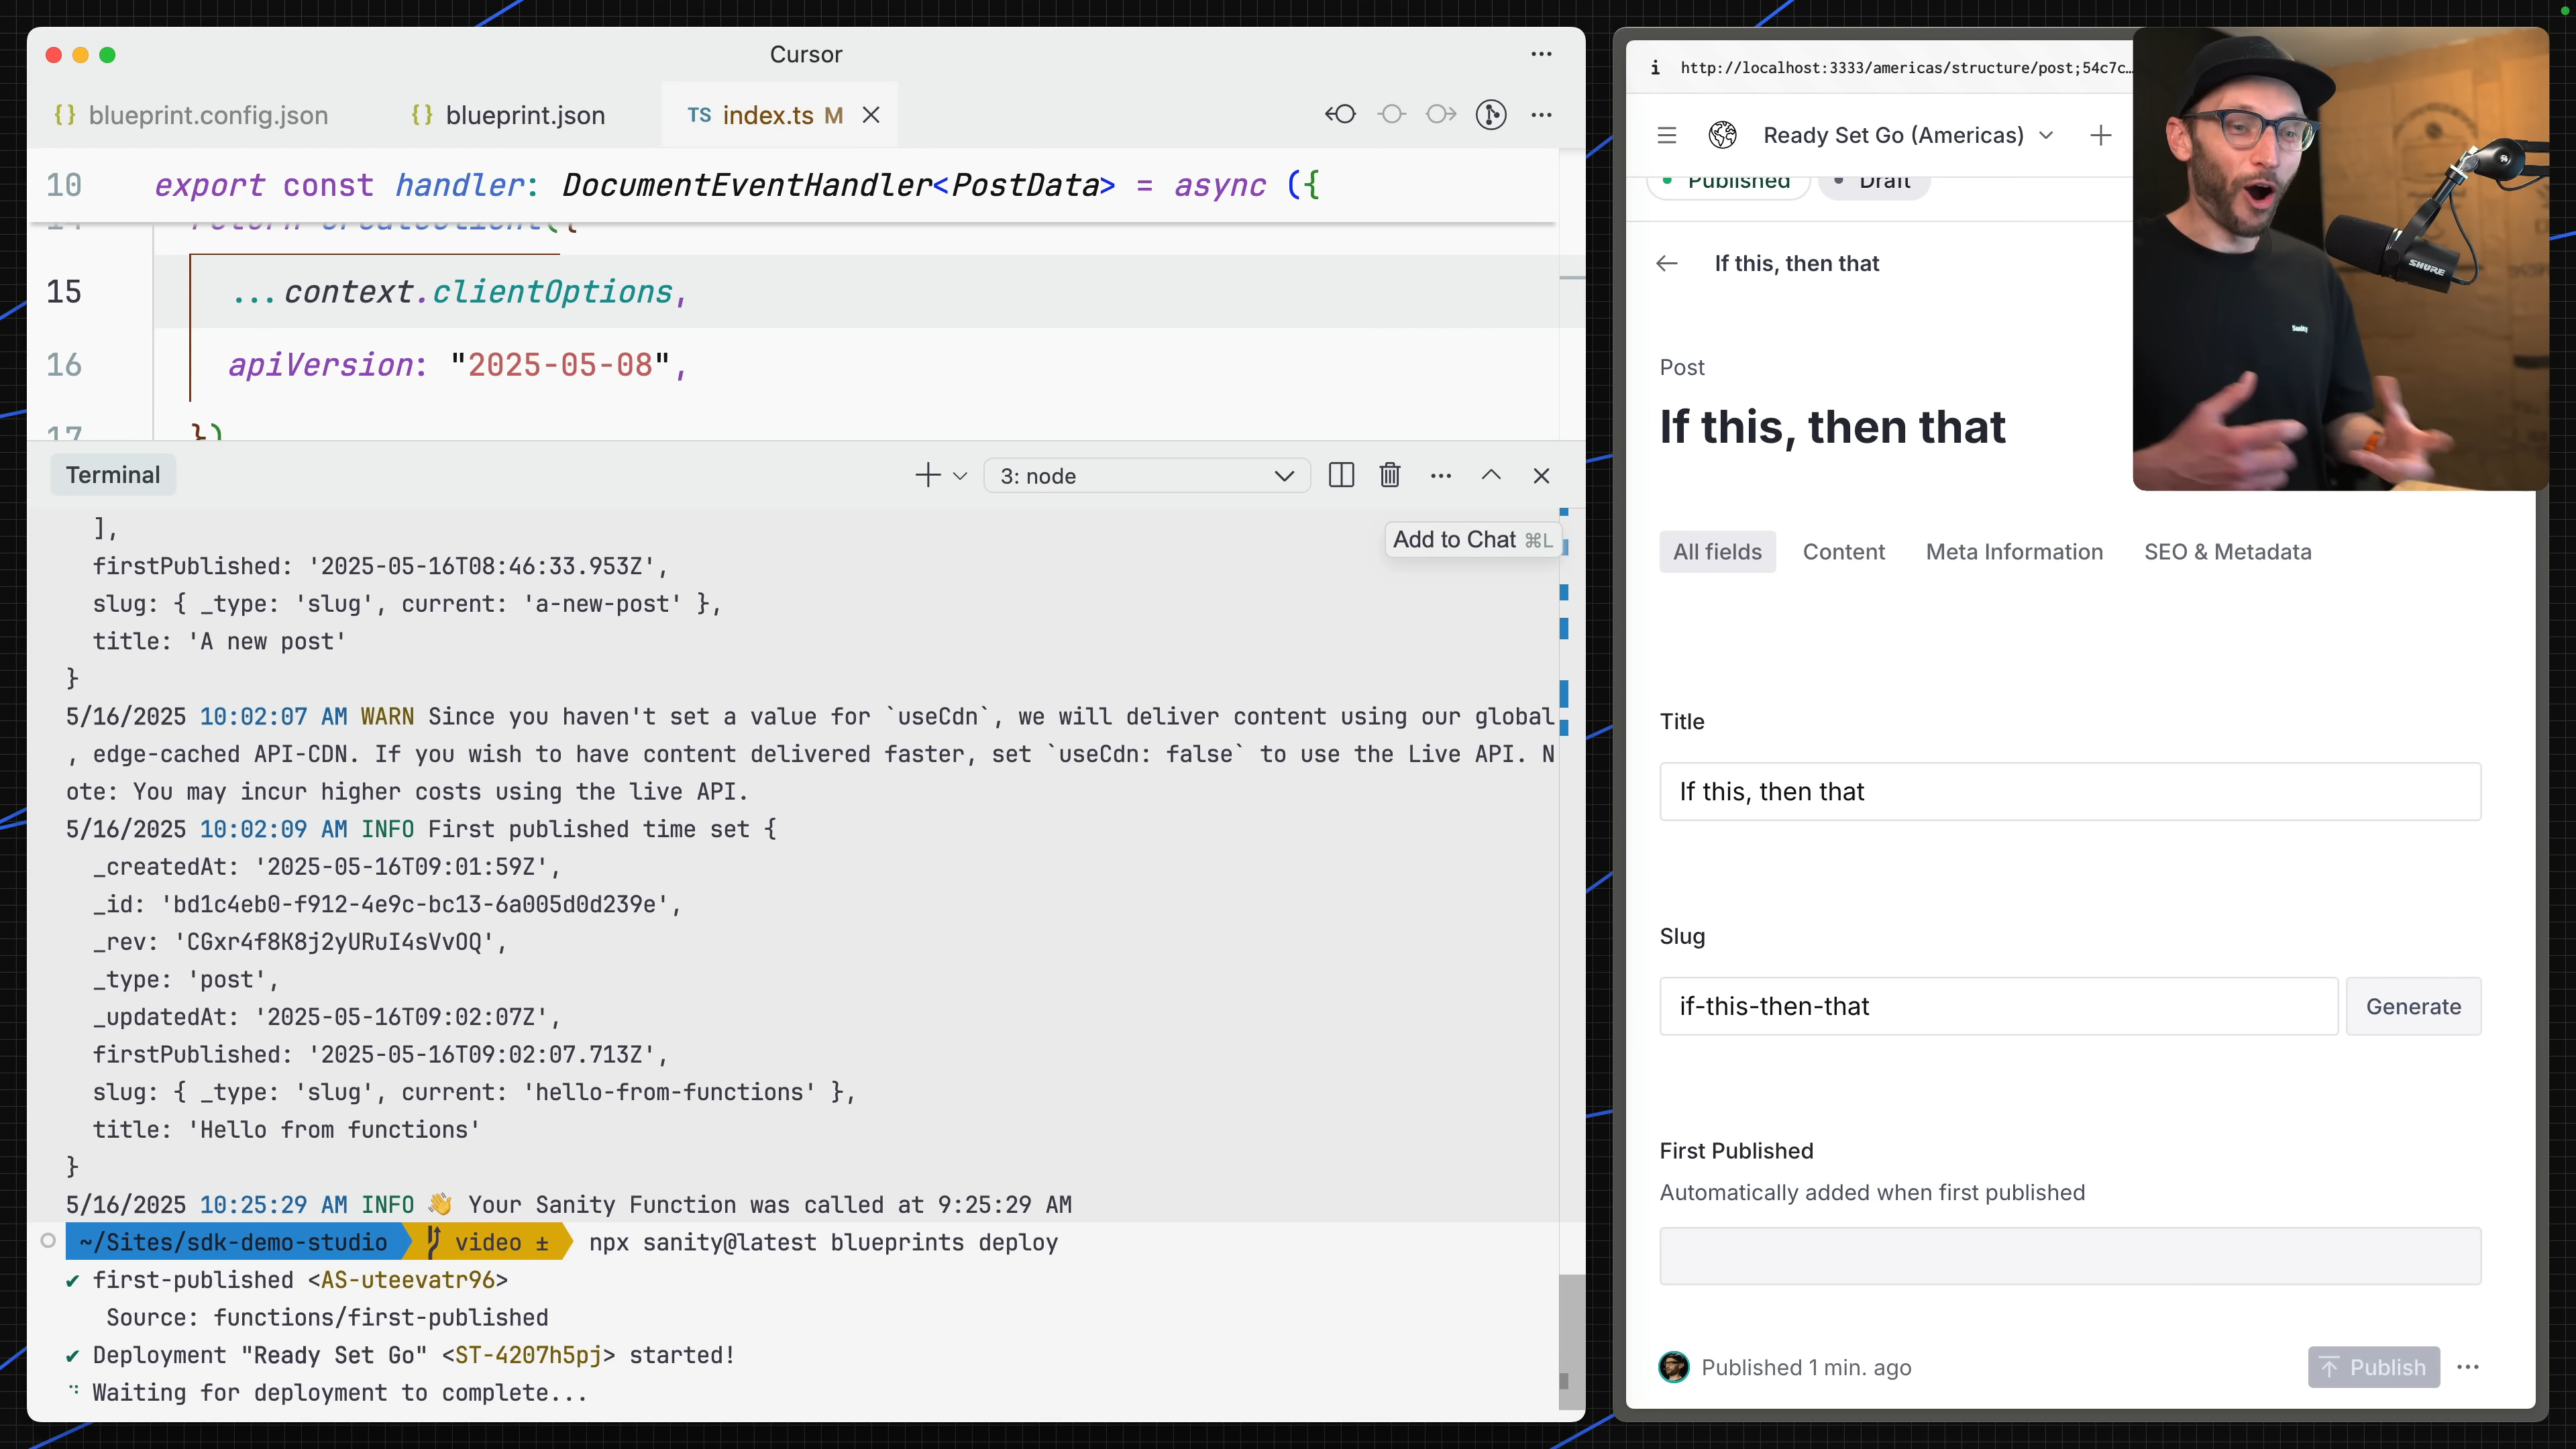 Cursor
blueprint.config.json
blueprint.json
TS index.ts M
10 export const handler: DocumentEventHandler<PostData> = async ({
14 return createClient({
15 ...context.clientOptions,
16 apiVersion: "2025-05-08",
17 })
Terminal
3: node
Add to Chat ⌘L
],
firstPublished: '2025-05-16T08:46:33.953Z',
slug: { _type: 'slug', current: 'a-new-post' },
title: 'A new post'
}
5/16/2025 10:02:07 AM WARN Since you haven't set a value for `useCdn`, we will deliver content using our global
, edge-cached API-CDN. If you wish to have content delivered faster, set `useCdn: false` to use the Live API. N
ote: You may incur higher costs using the live API.
5/16/2025 10:02:09 AM INFO First published time set {
_createdAt: '2025-05-16T09:01:59Z',
_id: 'bd1c4eb0-f912-4e9c-bc13-6a005d0d239e',
_rev: 'CGxr4f8K8j2yURuI4sVvOQ',
_type: 'post',
_updatedAt: '2025-05-16T09:02:07Z',
firstPublished: '2025-05-16T09:02:07.713Z',
slug: { _type: 'slug', current: 'hello-from-functions' },
title: 'Hello from functions'
}
5/16/2025 10:25:29 AM INFO 👋 Your Sanity Function was called at 9:25:29 AM
~/Sites/sdk-demo-studio video ± npx sanity@latest blueprints deploy
✔ first-published <AS-uteevatr96>
Source: functions/first-published
✔ Deployment "Ready Set Go" <ST-4207h5pj> started!
Waiting for deployment to complete...
http://localhost:3333/americas/structure/post;54c7c…
Ready Set Go (Americas)
Published
Draft
If this, then that
Post
If this, then that
All fields
Content
Meta Information
SEO & Metadata
Title
If this, then that
Slug
if-this-then-that
Generate
First Published
Automatically added when first published
Published 1 min. ago
Publish
SHURE
Sanity